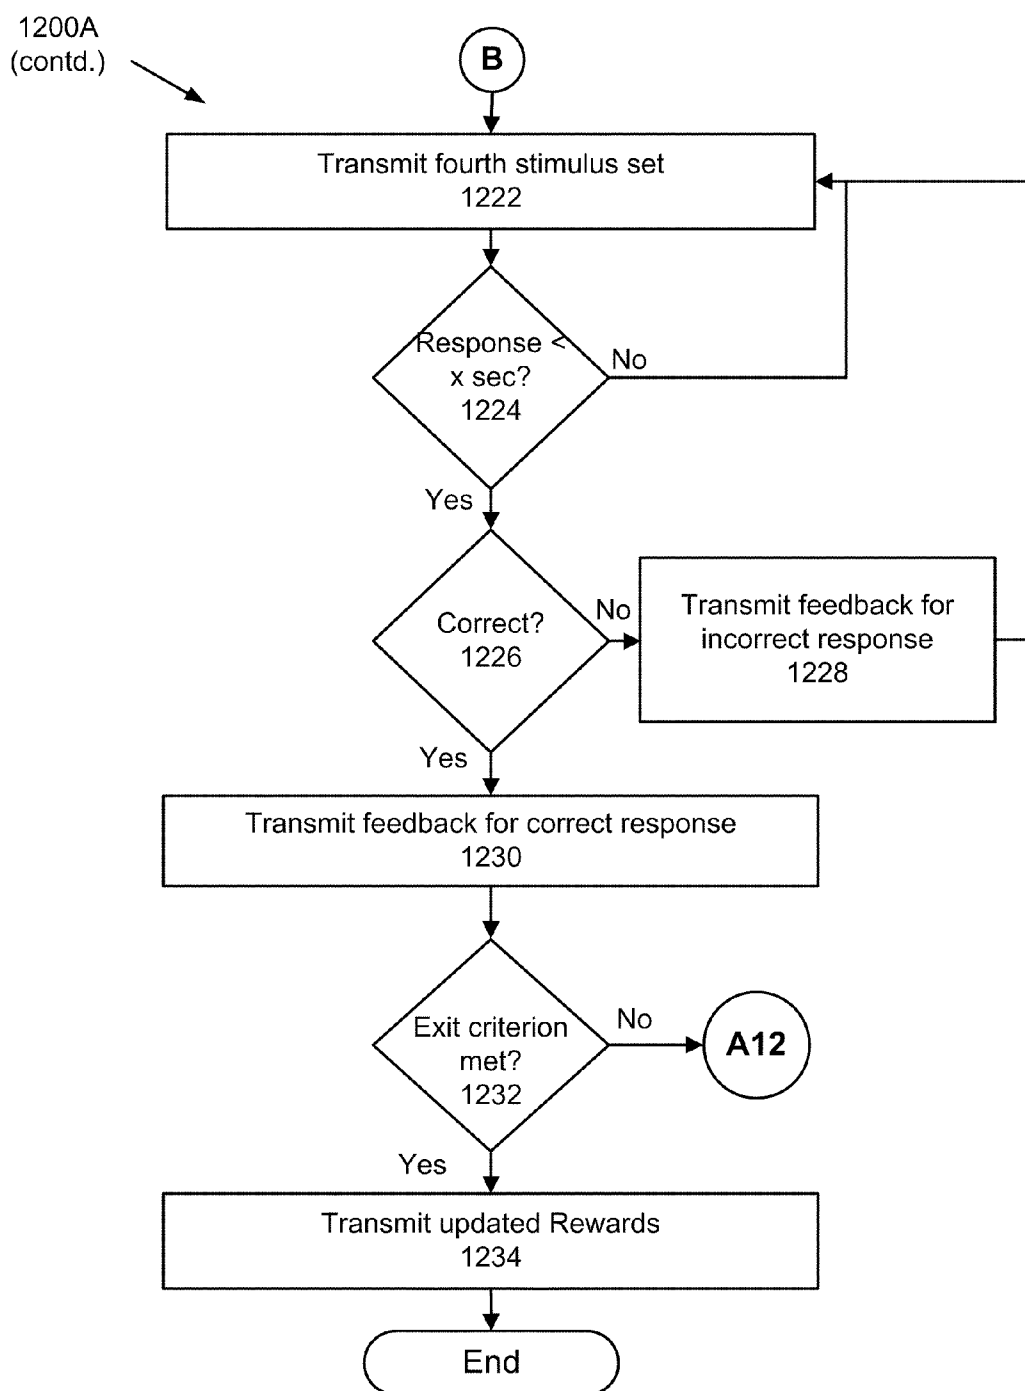 1200A
(contd.)
B
Transmit fourth stimulus set
1222
Response <
x sec?
1224
No
Yes
Correct?
1226
No
Transmit feedback for
incorrect response
1228
Yes
Transmit feedback for correct response
1230
Exit criterion
met?
1232
No
A12
Yes
Transmit updated Rewards
1234
End